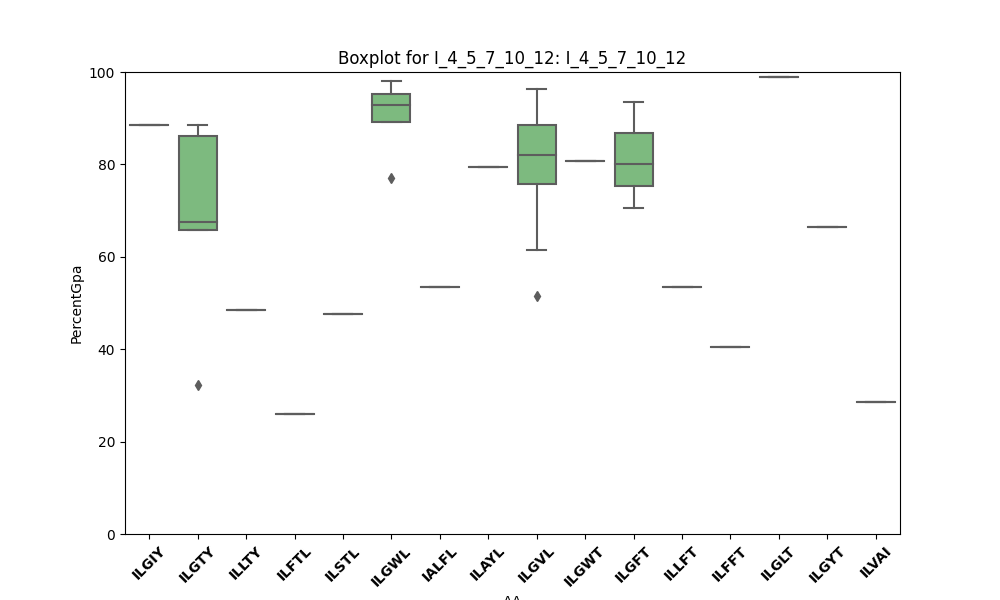 Boxplot for I_4_5_7_10_12: I_4_5_7_10_12
100
80
60
40
20
0
PercentGpa
ILGIY
ILGTY
ILLTY
ILFTL
ILSTL
ILGWL
IALFL
ILAYL
ILGVL
ILGWT
ILGFT
ILLFT
ILFFT
ILGLT
ILGYT
ILVAI
AA